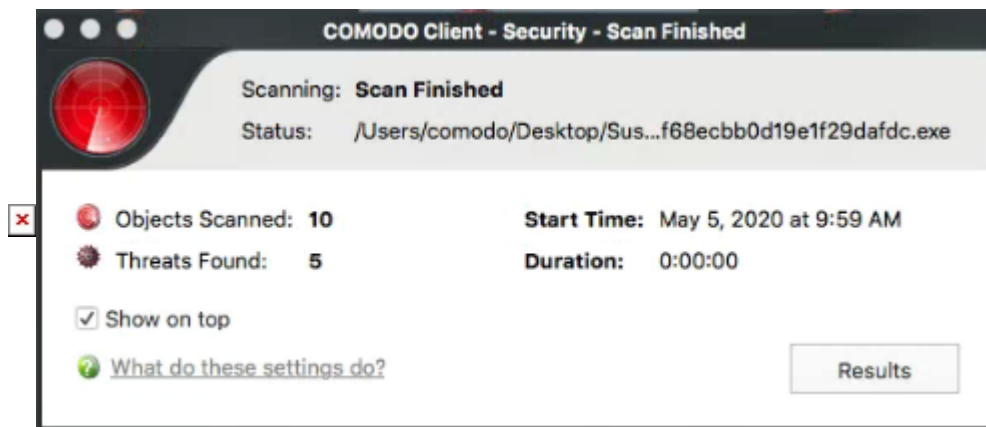 COMODO Client - Security - Scan Finished
Scanning: Scan Finished
Status: /Users/comodo/Desktop/Sus...f68ecbb0d19e1f29dafdc.exe
Objects Scanned: 10
Start Time: May 5, 2020 at 9:59 AM
Threats Found: 5
Duration: 0:00:00
Show on top
What do these settings do?
Results